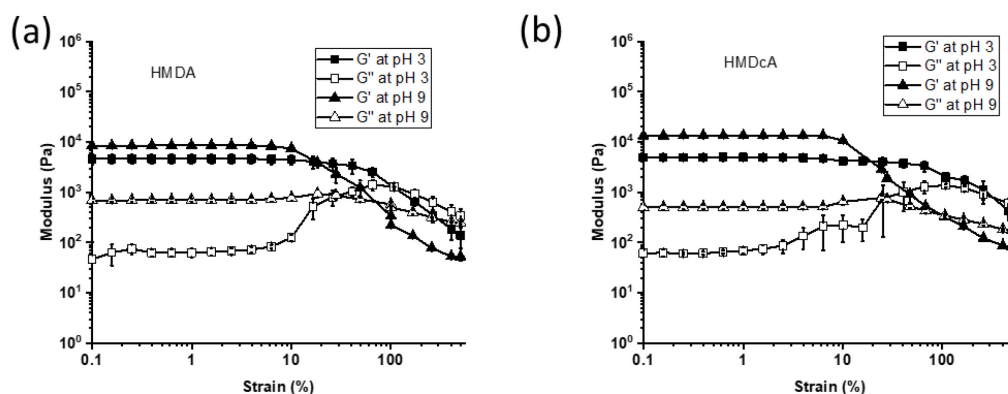 (a)
10⁶
10⁵
10⁴
10³
10²
10¹
10⁰
Modulus (Pa)
HMDA
G' at pH 3
G'' at pH 3
G' at pH 9
G'' at pH 9
0.1
1
10
100
Strain (%)
(b)
10⁶
10⁵
10⁴
10³
10²
10¹
10⁰
Modulus (Pa)
HMDcA
G' at pH 3
G'' at pH 3
G' at pH 9
G'' at pH 9
0.1
1
10
100
Strain (%)